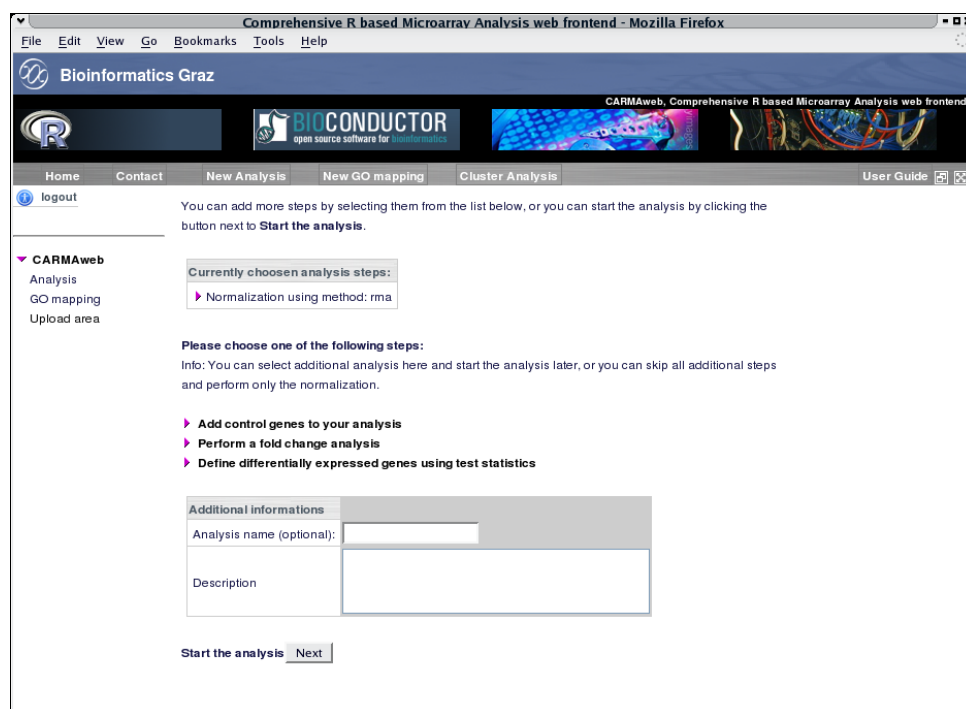 Comprehensive R based Microarray Analysis web frontend - Mozilla Firefox
File Edit View Go Bookmarks Tools Help
Bioinformatics Graz
CARMAweb, Comprehensive R based Microarray Analysis web frontend
R
BIOCONDUCTOR
open source software for bioinformatics
Home Contact New Analysis New GO mapping Cluster Analysis User Guide
logout
You can add more steps by selecting them from the list below, or you can start the analysis by clicking the
button next to Start the analysis.
CARMAweb
Analysis
GO mapping
Upload area
Currently choosen analysis steps:
Normalization using method: rma
Please choose one of the following steps:
Info: You can select additional analysis here and start the analysis later, or you can skip all additional steps
and perform only the normalization.
Add control genes to your analysis
Perform a fold change analysis
Define differentially expressed genes using test statistics
Additional informations
Analysis name (optional):
Description
Start the analysis Next